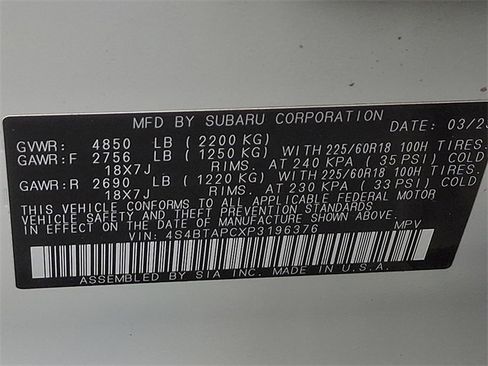 MFD BY SUBARU CORPORATION DATE: 03/23
GVWR: 4850 LB (2200 KG)
GAWR:F 2756 LB (1250 KG) WITH 225/60R18 100H TIRES.
18X7J RIMS. AT 240 KPA (35 PSI) COLD
GAWR:R 2690 LB (1220 KG) WITH 225/60R18 100H TIRES.
18X7J RIMS. AT 230 KPA (33 PSI) COLD
THIS VEHICLE CONFORMS TO ALL APPLICABLE FEDERAL MOTOR
VEHICLE SAFETY, BUMPER, AND THEFT PREVENTION STANDARDS
IN EFFECT ON THE DATE OF MANUFACTURE SHOWN ABOVE.
VIN: 4S4BTAPCXP3196376 MPV
ASSEMBLED BY SIA INC. MADE IN U.S.A.